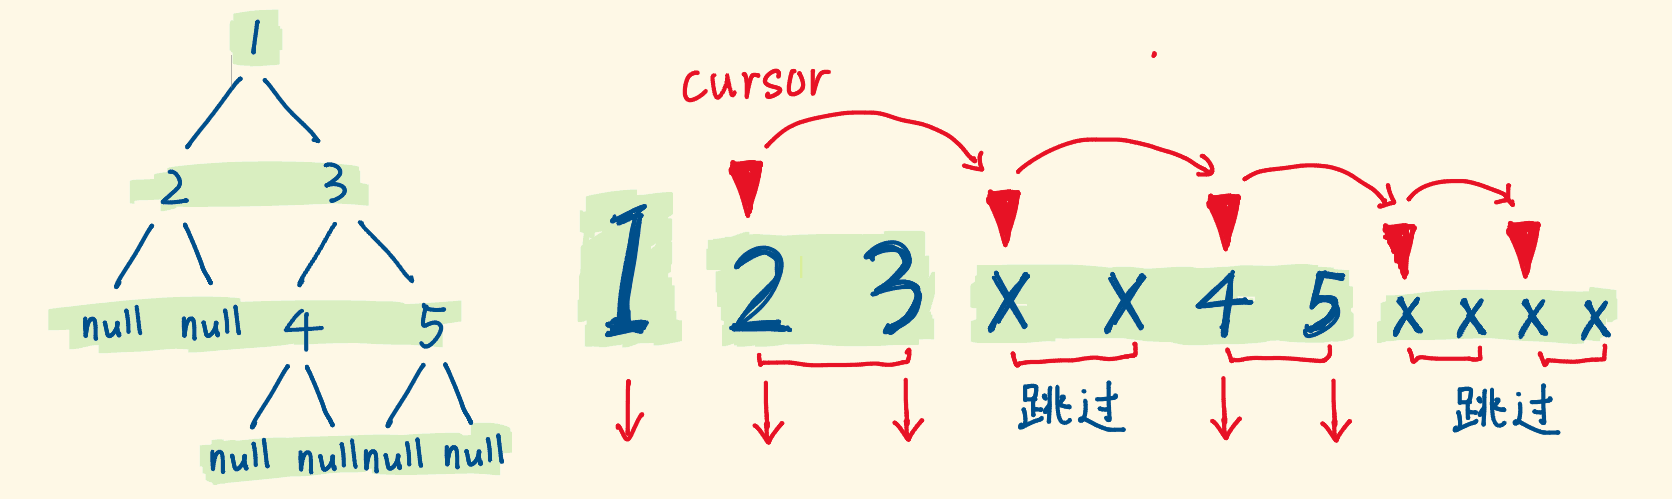 1
cursor
2 3
1 2 3 X X 4 5 X X X X
null null 4 5
跳过 跳过
null null null null